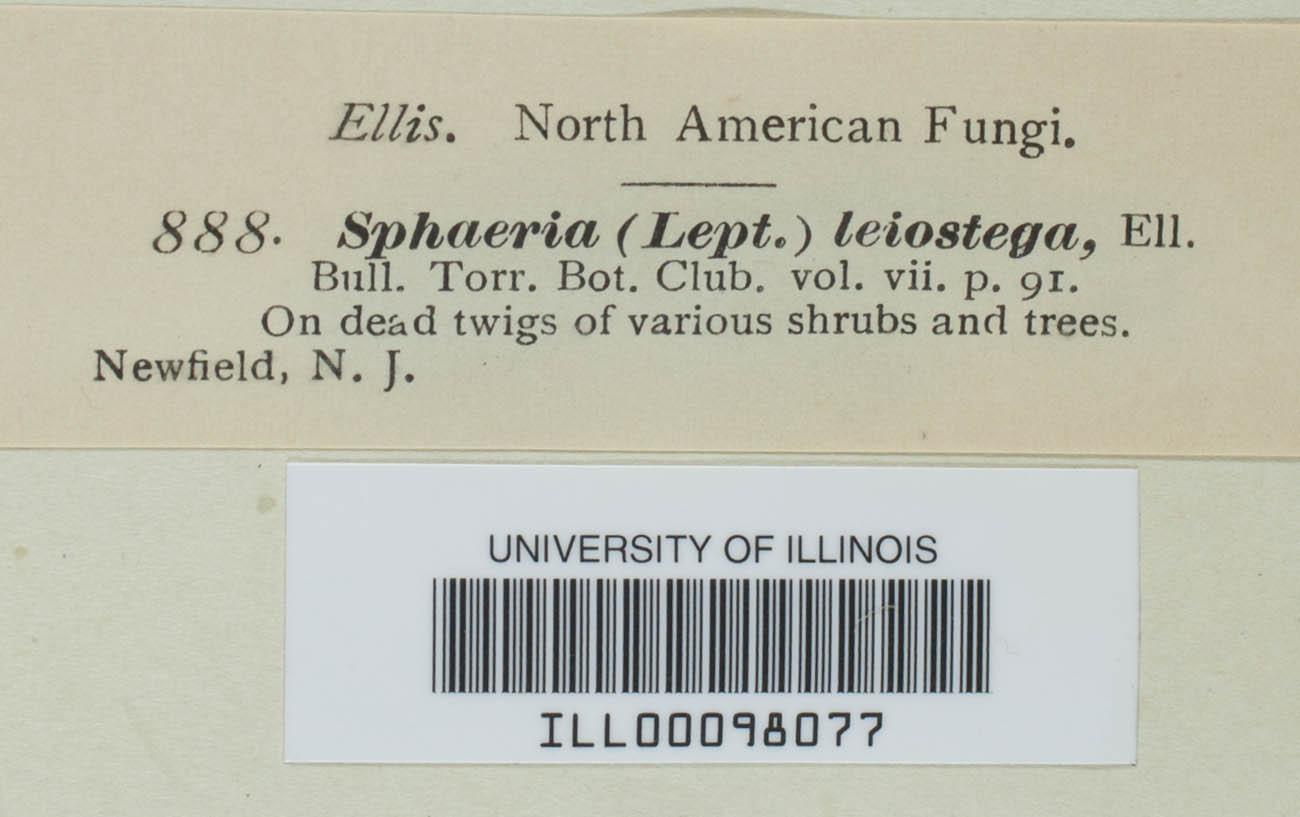 Ellis. North American Fungi.
888. Sphaeria (Lept.) leiostega, Ell.
Bull. Torr. Bot. Club. vol. vii. p. 91.
On dead twigs of various shrubs and trees.
Newfield, N. J.
UNIVERSITY OF ILLINOIS
ILL00098077